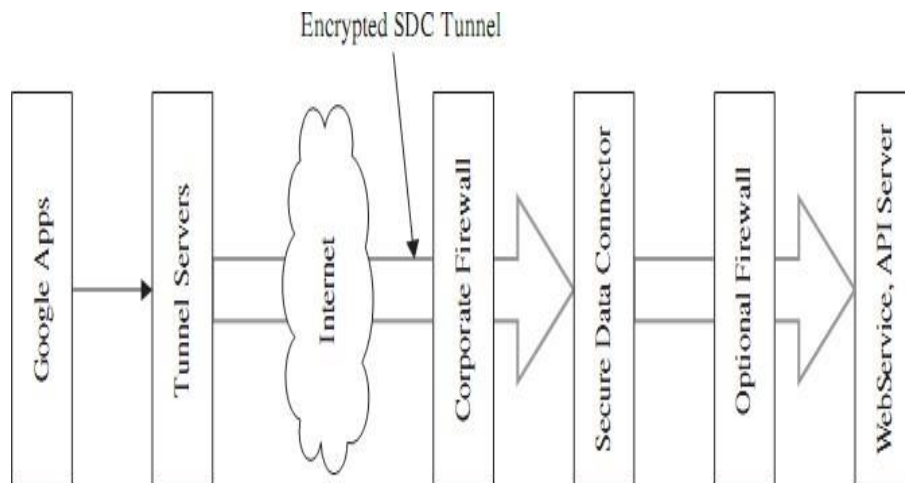 Encrypted SDC Tunnel
Google Apps
Tunnel Servers
Internet
Corporate Firewall
Secure Data Connector
Optional Firewall
WebService, API Server